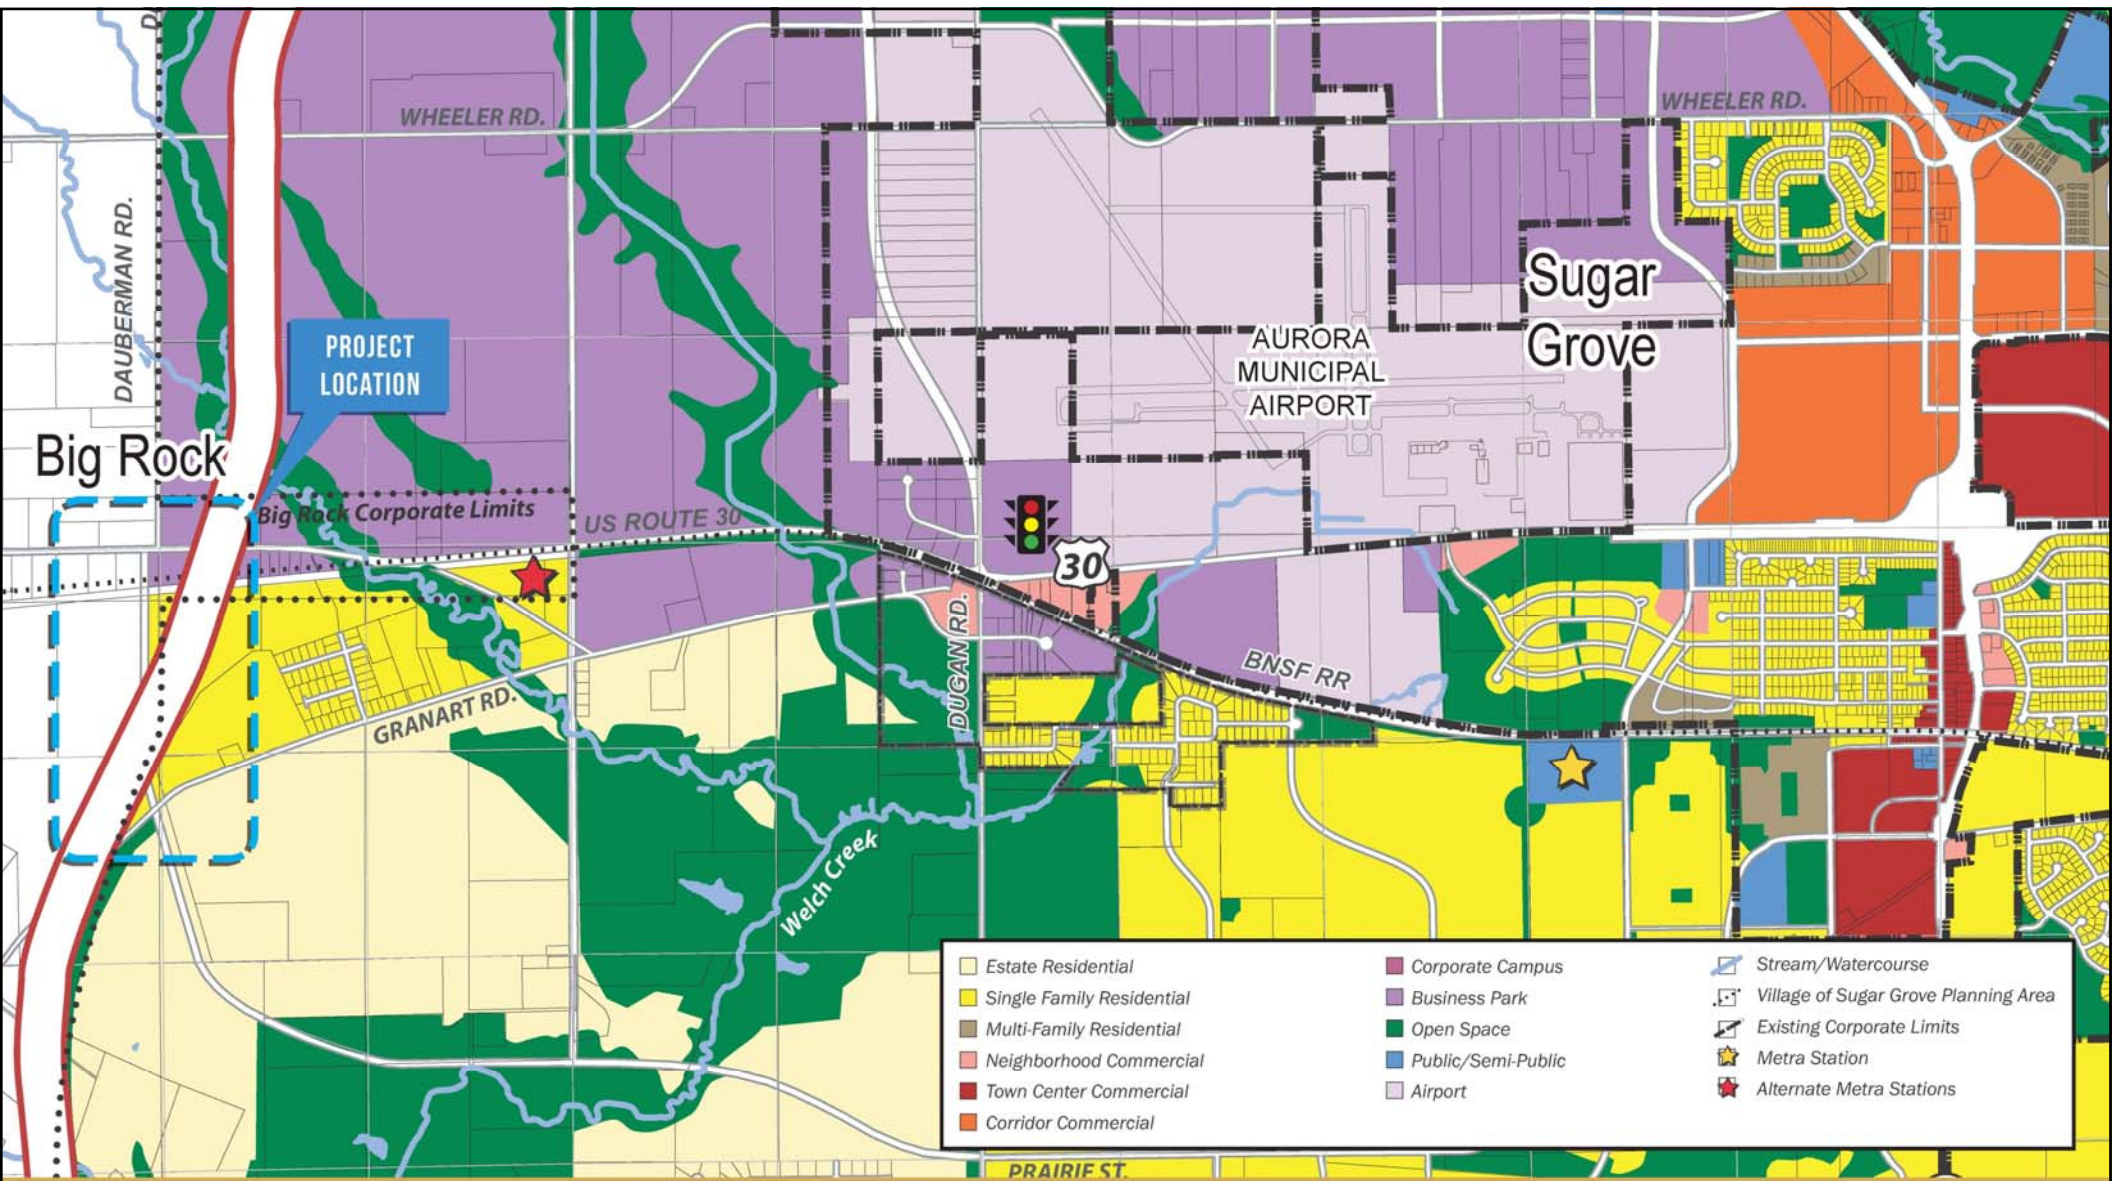 D
WHEELER RD.
WHEELER RD.
DAUBERMAN RD.
PROJECT
LOCATION
Sugar
Grove
AURORA
MUNICIPAL
AIRPORT
Big Rock
Big Rock Corporate Limits
US ROUTE 30
30
DUGAN RD.
BNSF RR
GRANART RD.
Welch Creek
Estate Residential
Single Family Residential
Multi-Family Residential
Neighborhood Commercial
Town Center Commercial
Corridor Commercial
Corporate Campus
Business Park
Open Space
Public/Semi-Public
Airport
Stream/Watercourse
Village of Sugar Grove Planning Area
Existing Corporate Limits
Metra Station
Alternate Metra Stations
PRAIRIE ST.